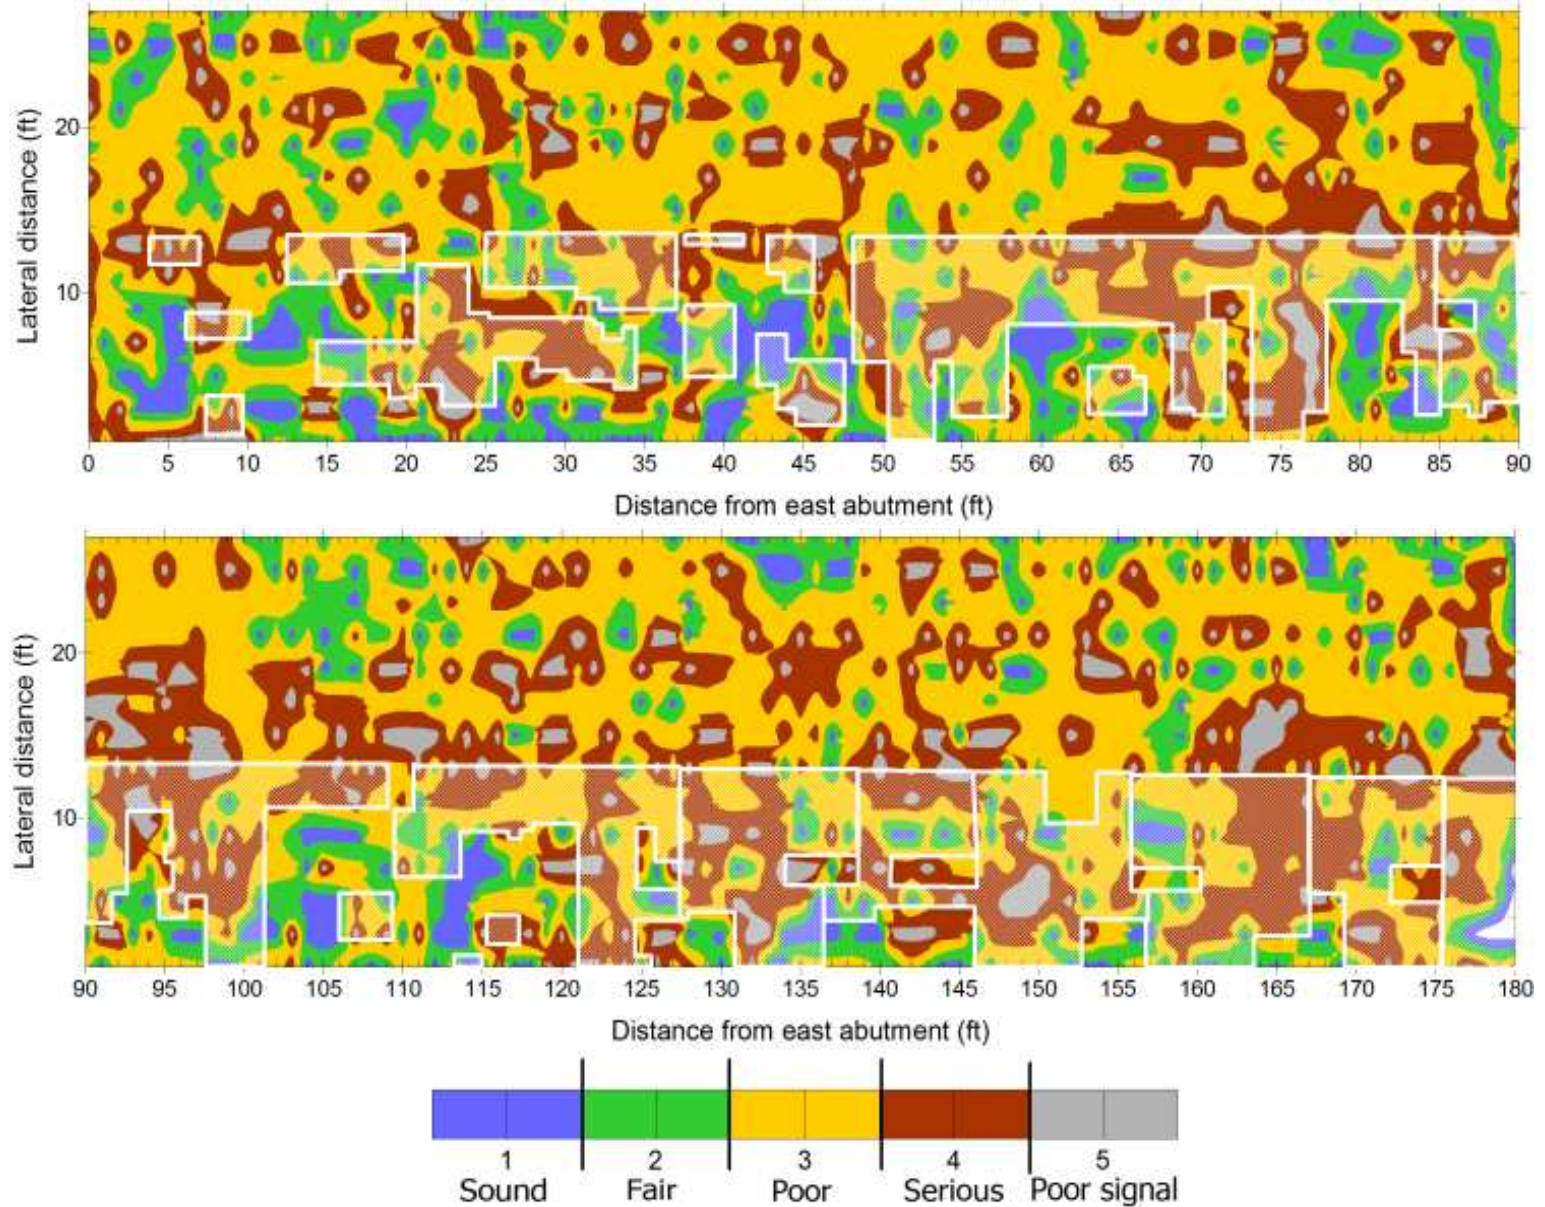 Lateral distance (ft)
20
10
0 5 10 15 20 25 30 35 40 45 50 55 60 65 70 75 80 85 90
Distance from east abutment (ft)
Lateral distance (ft)
20
10
90 95 100 105 110 115 120 125 130 135 140 145 150 155 160 165 170 175 180
Distance from east abutment (ft)
1 2 3 4 5
Sound Fair Poor Serious Poor signal